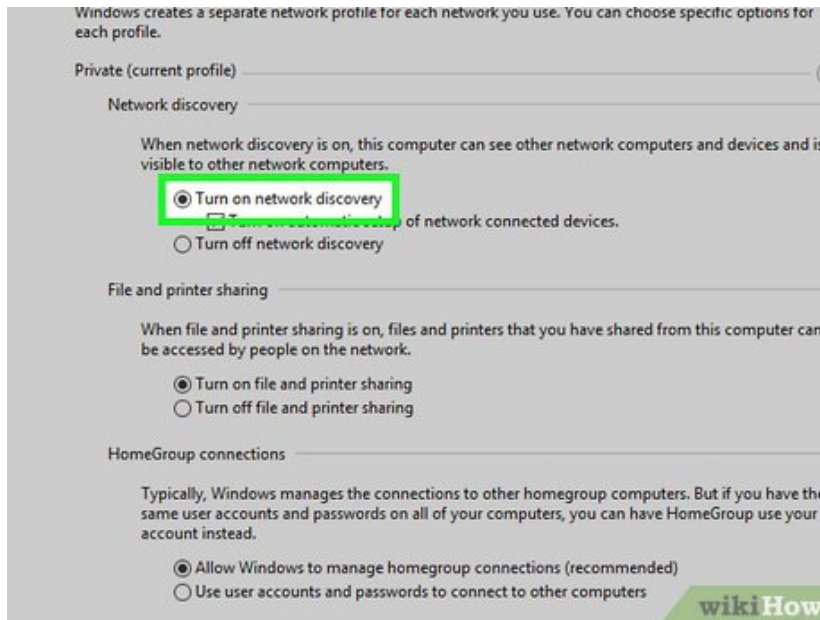 Windows creates a separate network profile for each network you use. You can choose specific options for
each profile.
Private (current profile)
Network discovery
When network discovery is on, this computer can see other network computers and devices and is
visible to other network computers.
Turn on network discovery
Turn on automatic setup of network connected devices.
Turn off network discovery
File and printer sharing
When file and printer sharing is on, files and printers that you have shared from this computer can
be accessed by people on the network.
Turn on file and printer sharing
Turn off file and printer sharing
HomeGroup connections
Typically, Windows manages the connections to other homegroup computers. But if you have the
same user accounts and passwords on all of your computers, you can have HomeGroup use your
account instead.
Allow Windows to manage homegroup connections (recommended)
Use user accounts and passwords to connect to other computers
wikiHow